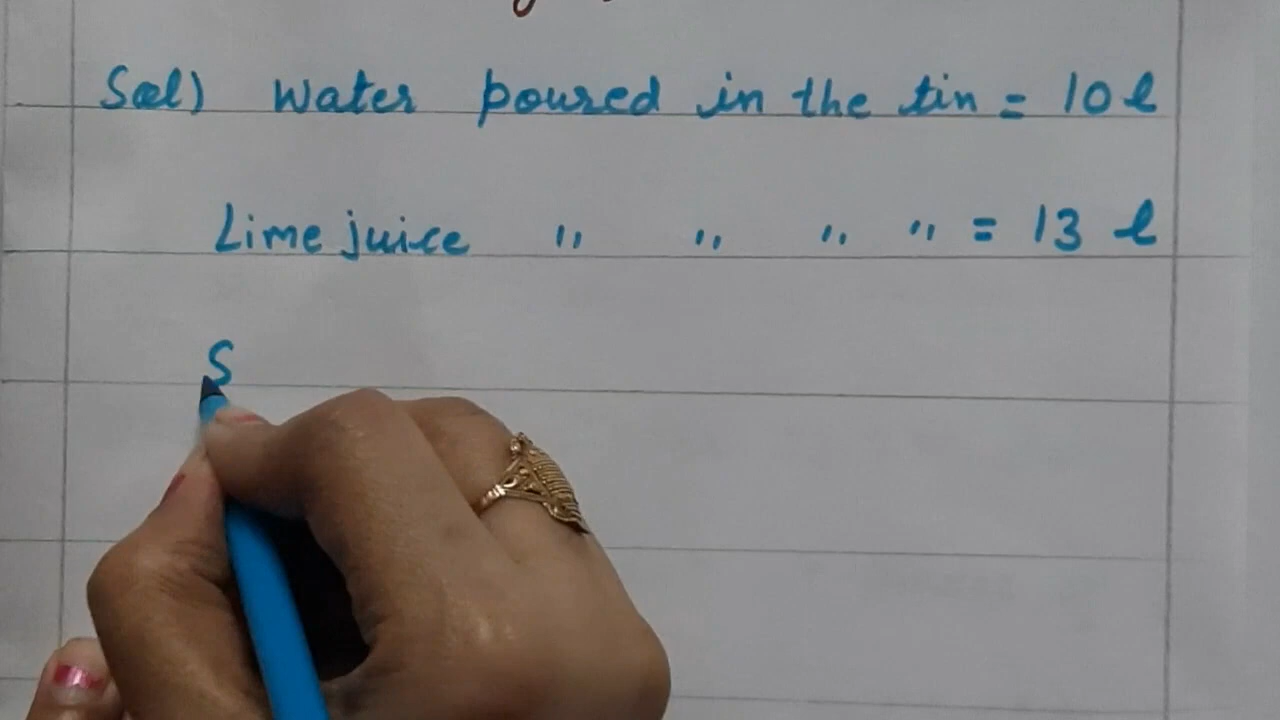 Sol) Water poured in the tin = 10 l
Lime juice " " " " = 13 l
S